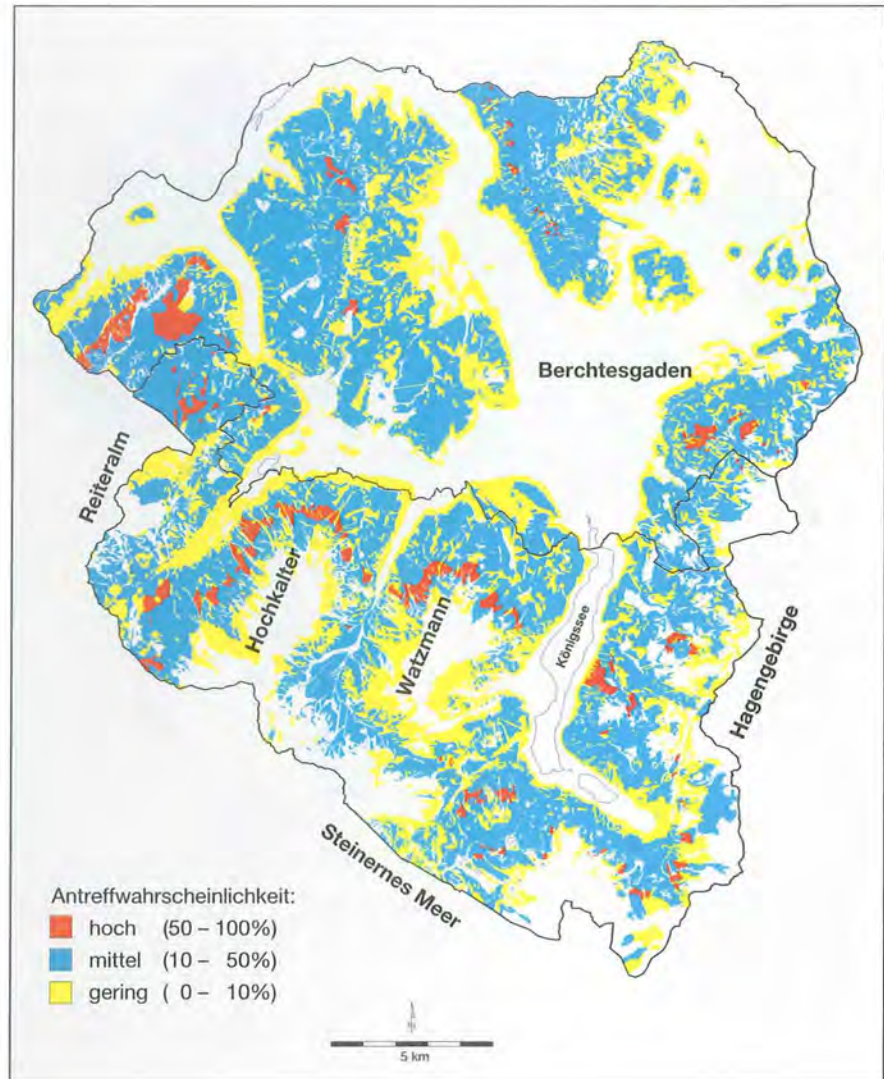 Berchtesgaden
Reiteralm
Hochkalter
Watzmann
Königssee
Hagengebirge
Steinernes Meer
Antreffwahrscheinlichkeit:
hoch (50 – 100%)
mittel (10 – 50%)
gering ( 0 – 10%)
5 km